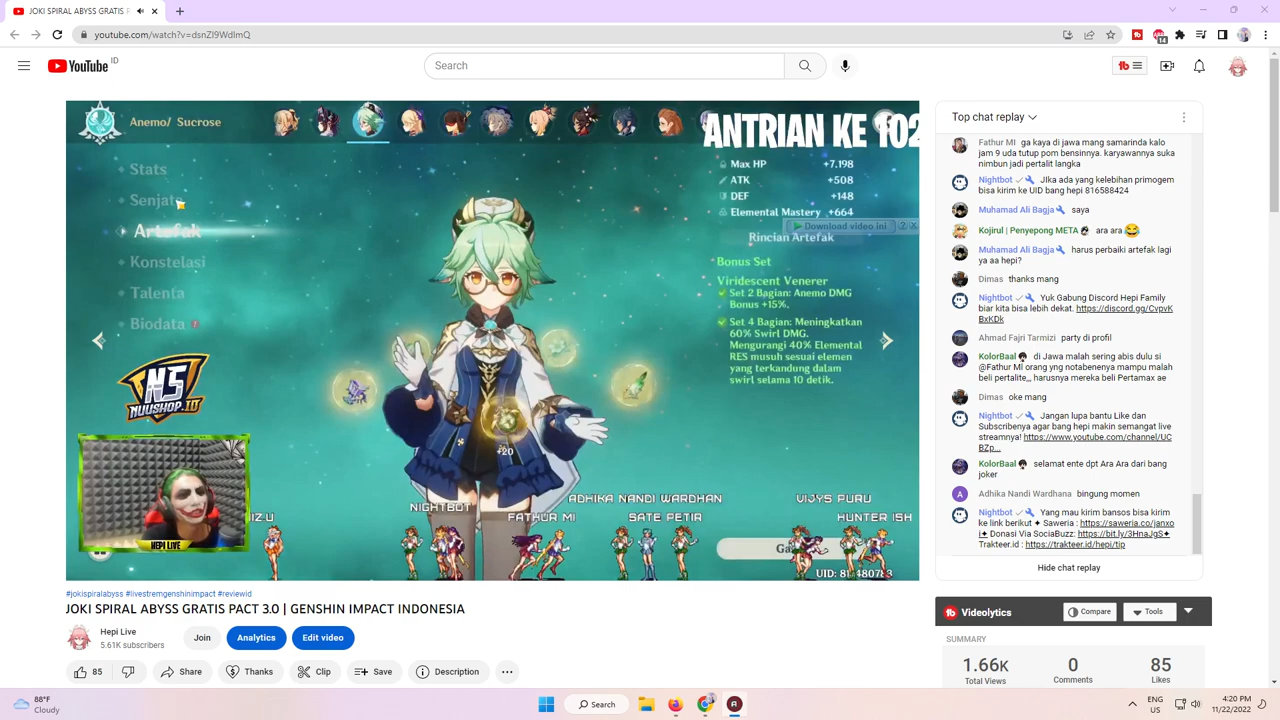 JOKI SPIRAL ABYSS GRATIS P
youtube.com/watch?v=dsnZl9WdlmQ
14
YouTube ID
Search
Anemo/ Sucrose
ANTRIAN KE 102
Stats
Senjata
Artefak
Konstelasi
Talenta
Biodata
Max HP +7.198
ATK +508
DEF +148
Elemental Mastery +664
Download video ini ? X
Rincian Artefak
Bonus Set
Viridescent Venerer
Set 2 Bagian: Anemo DMG
Bonus +15%.
Set 4 Bagian: Meningkatkan
60% Swirl DMG.
Mengurangi 40% Elemental
RES musuh sesuai elemen
yang terkandung dalam
swirl selama 10 detik.
+20
NS
NUUSHOP.ID
HEPI LIVE
NIGHTBOT
FATHUR MI
ADHIKA NANDI WARDHAN
SATE PETIR
VIJYS PURU
HUNTER ISH
Top chat replay
Fathur MI ga kaya di jawa mang samarinda kalo
jam 9 uda tutup pom bensinnya. karyawannya suka
nimbun jadi pertalit langka
Nightbot JIka ada yang kelebihan primogem
bisa kirim ke UID bang hepi 816588424
Muhamad Ali Bagja saya
Kojirul | Penyepong META ara ara
Muhamad Ali Bagja harus perbaiki artefak lagi
ya aa hepi?
Dimas thanks mang
Nightbot Yuk Gabung Discord Hepi Family
biar kita bisa lebih dekat. https://discord.gg/CvpvK
BxKDk
Ahmad Fajri Tarmizi party di profil
KolorBaal di Jawa malah sering abis dulu si
@Fathur MI orang yng notabenenya mampu malah
beli pertalite,,, harusnya mereka beli Pertamax ae
Dimas oke mang
Nightbot Jangan lupa bantu Like dan
Subscribenya agar bang hepi makin semangat live
streamnya! https://www.youtube.com/channel/UC
BZp...
KolorBaal selamat ente dpt Ara Ara dari bang
joker
A Adhika Nandi Wardhana bingung momen
Nightbot Yang mau kirim bansos bisa kirim
ke link berikut ✦ Saweria : https://saweria.co/janxo
i✦ Donasi Via SociaBuzz: https://bit.ly/3HnaJgS✦
Trakteer.id : https://trakteer.id/hepi/tip
Hide chat replay
#jokispiralabyss #livestremgenshinimpact #reviewid
JOKI SPIRAL ABYSS GRATIS PACT 3.0 | GENSHIN IMPACT INDONESIA
Hepi Live
5.61K subscribers
Join
Analytics
Edit video
85
Share
Thanks
Clip
Save
Description
Videolytics
Compare
Tools
SUMMARY
1.66K 0 85
Total Views Comments Likes
88°F
Cloudy
Search
ENG
US
4:20 PM
11/22/2022